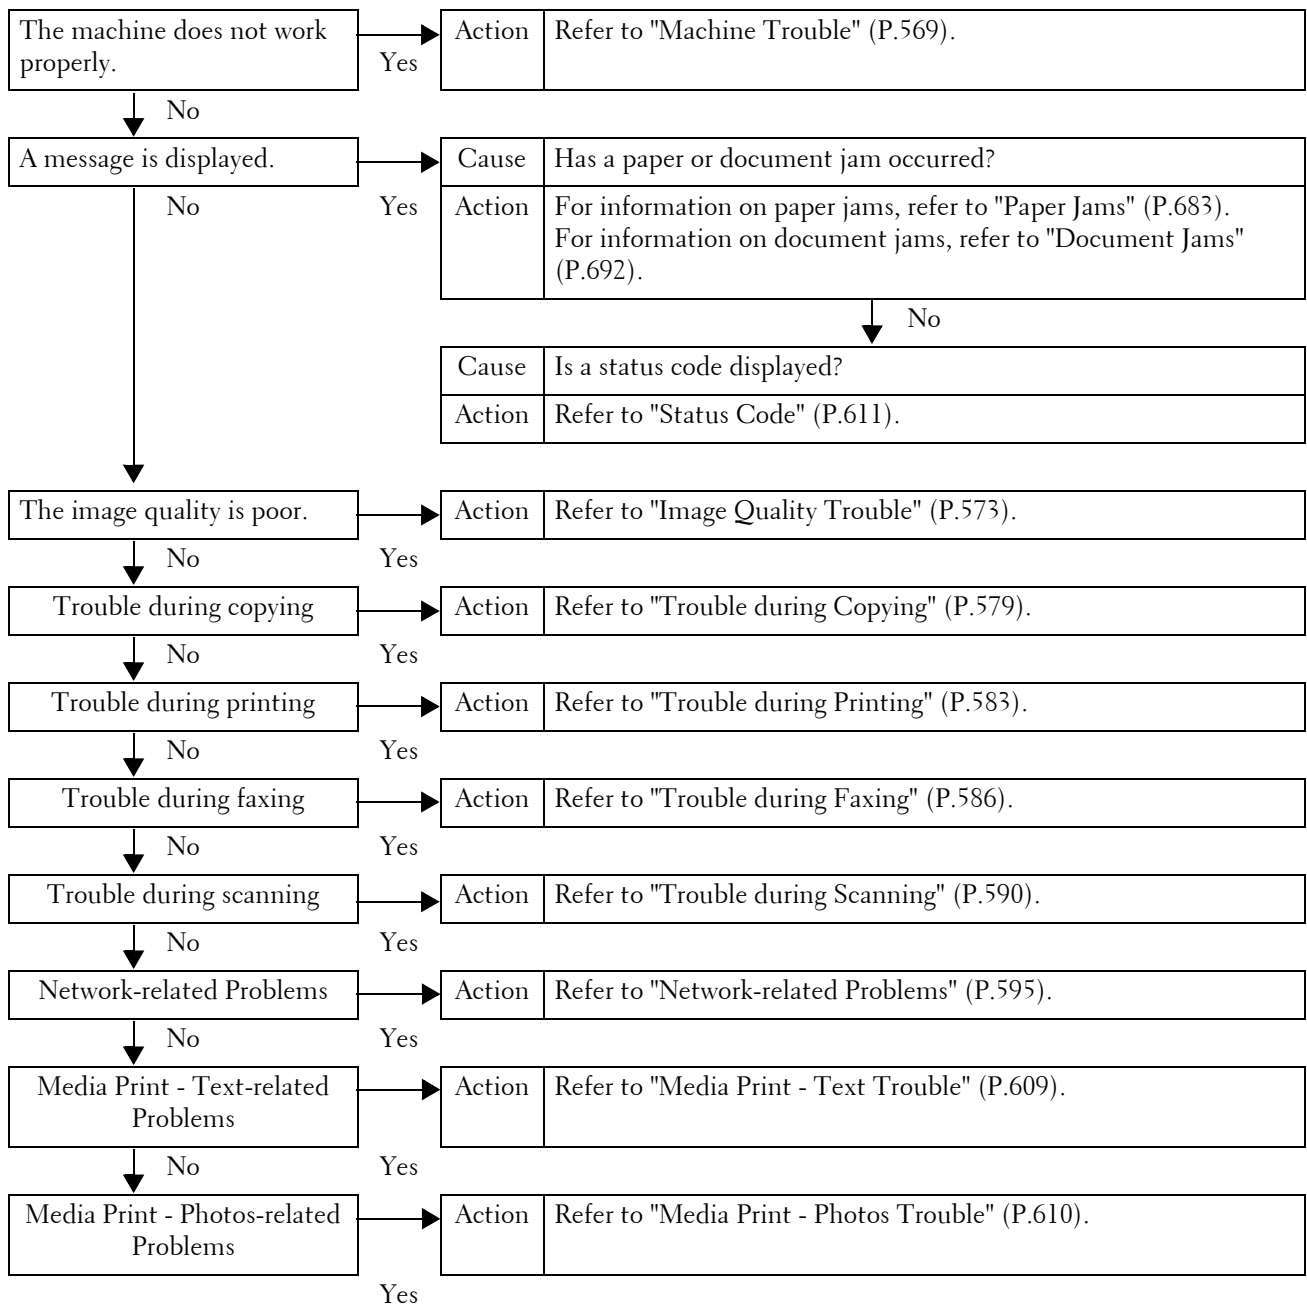 The machine does not work
properly.
Yes
Action
Refer to "Machine Trouble" (P.569).
No
A message is displayed.
Cause
Has a paper or document jam occurred?
No
Yes
Action
For information on paper jams, refer to "Paper Jams" (P.683).
For information on document jams, refer to "Document Jams"
(P.692).
No
Cause
Is a status code displayed?
Action
Refer to "Status Code" (P.611).
The image quality is poor.
Action
Refer to "Image Quality Trouble" (P.573).
No
Yes
Trouble during copying
Action
Refer to "Trouble during Copying" (P.579).
No
Yes
Trouble during printing
Action
Refer to "Trouble during Printing" (P.583).
No
Yes
Trouble during faxing
Action
Refer to "Trouble during Faxing" (P.586).
No
Yes
Trouble during scanning
Action
Refer to "Trouble during Scanning" (P.590).
No
Yes
Network-related Problems
Action
Refer to "Network-related Problems" (P.595).
No
Yes
Media Print - Text-related
Problems
Action
Refer to "Media Print - Text Trouble" (P.609).
No
Yes
Media Print - Photos-related
Problems
Action
Refer to "Media Print - Photos Trouble" (P.610).
Yes